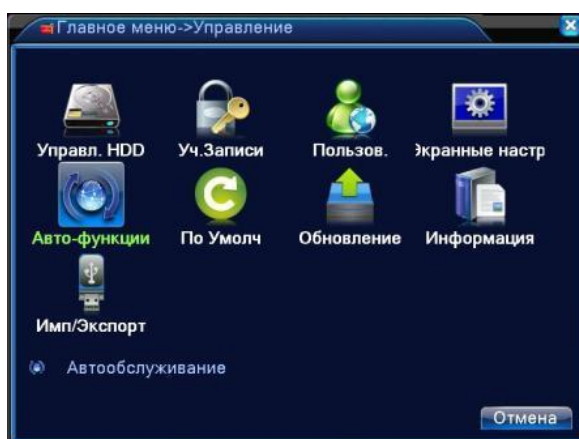 Главное меню->Управление
Управл. HDD Уч.Записи Пользов. Экранные настр
Авто-функции По Умолч Обновление Информация
Имп/Экспорт
Автообслуживание
Отмена